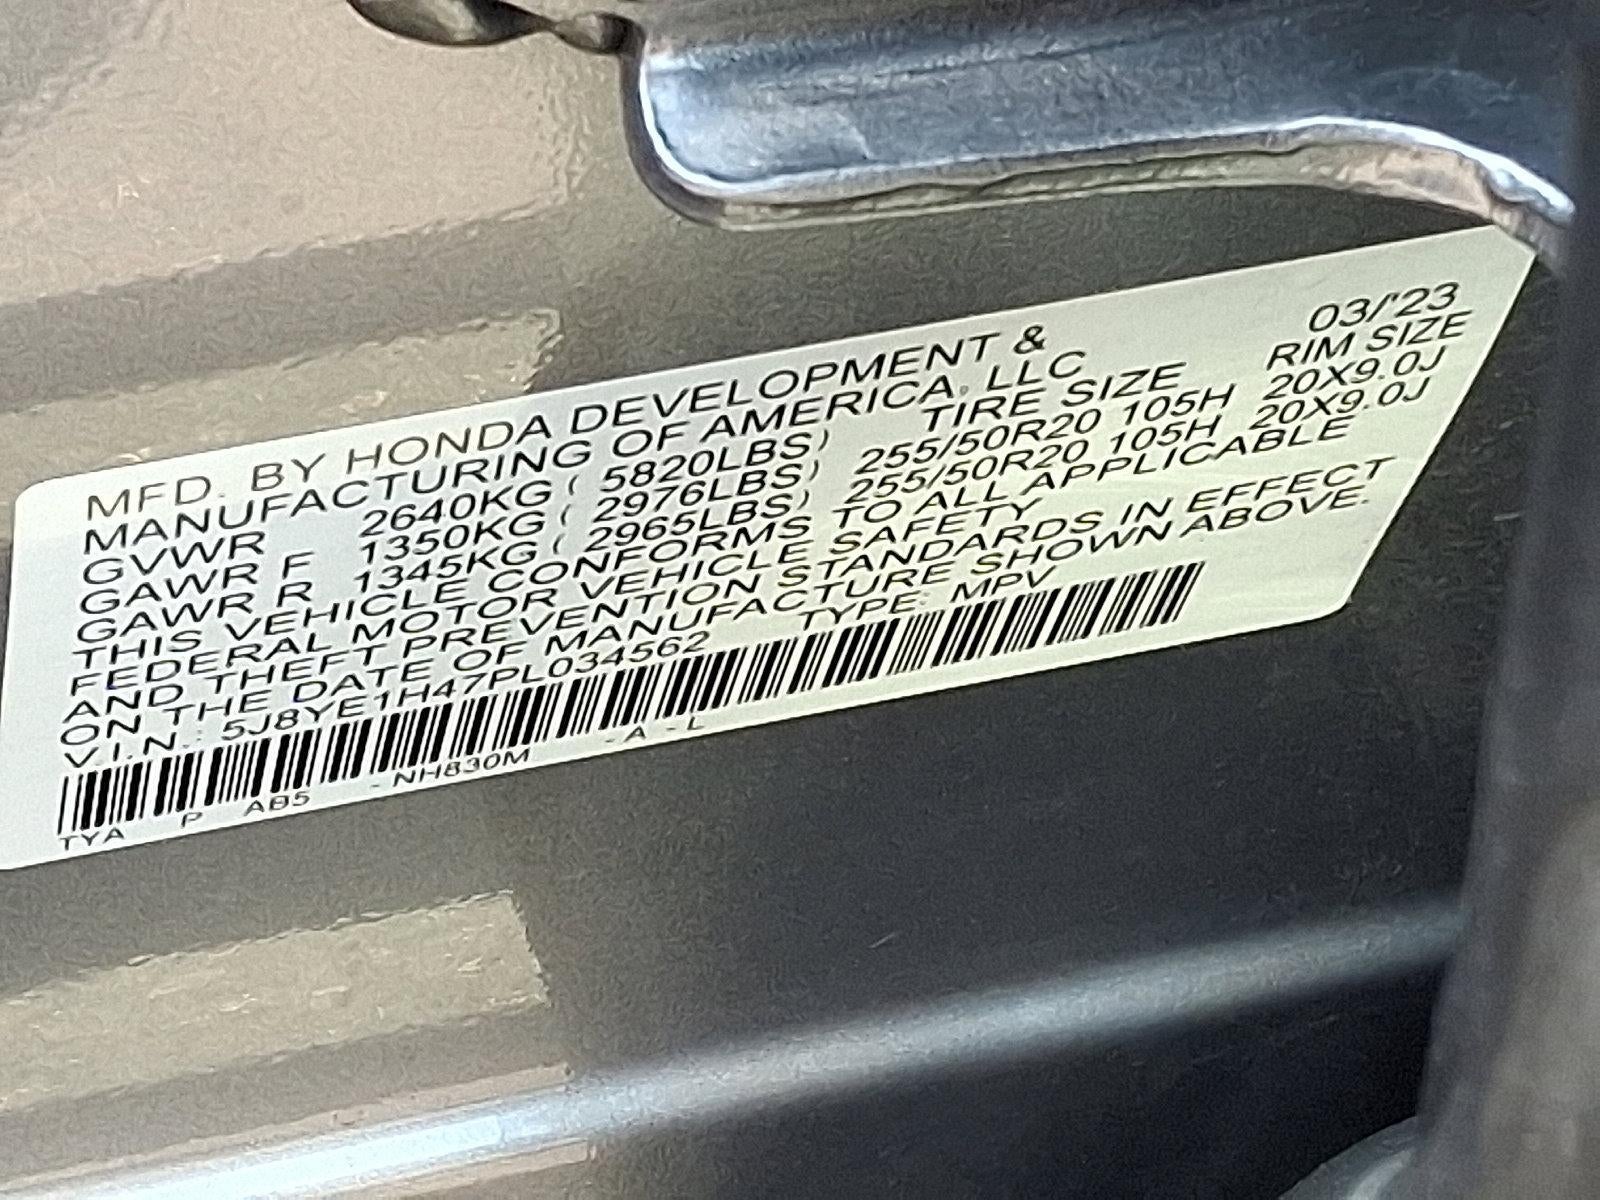 MFD. BY HONDA DEVELOPMENT & 03/'23
MANUFACTURING OF AMERICA, LLC
TIRE SIZE RIM SIZE
GVWR 2640KG ( 5820LBS)
GAWR F 1350KG ( 2976LBS) 255/50R20 105H 20X9.0J
GAWR R 1345KG ( 2965LBS) 255/50R20 105H 20X9.0J
THIS VEHICLE CONFORMS TO ALL APPLICABLE
FEDERAL MOTOR VEHICLE SAFETY
AND THEFT PREVENTION STANDARDS IN EFFECT
ON THE DATE OF MANUFACTURE SHOWN ABOVE.
V.I.N.: 5J8YE1H47PL034562 TYPE: MPV
TYA P AB5 - NH830M - A - L